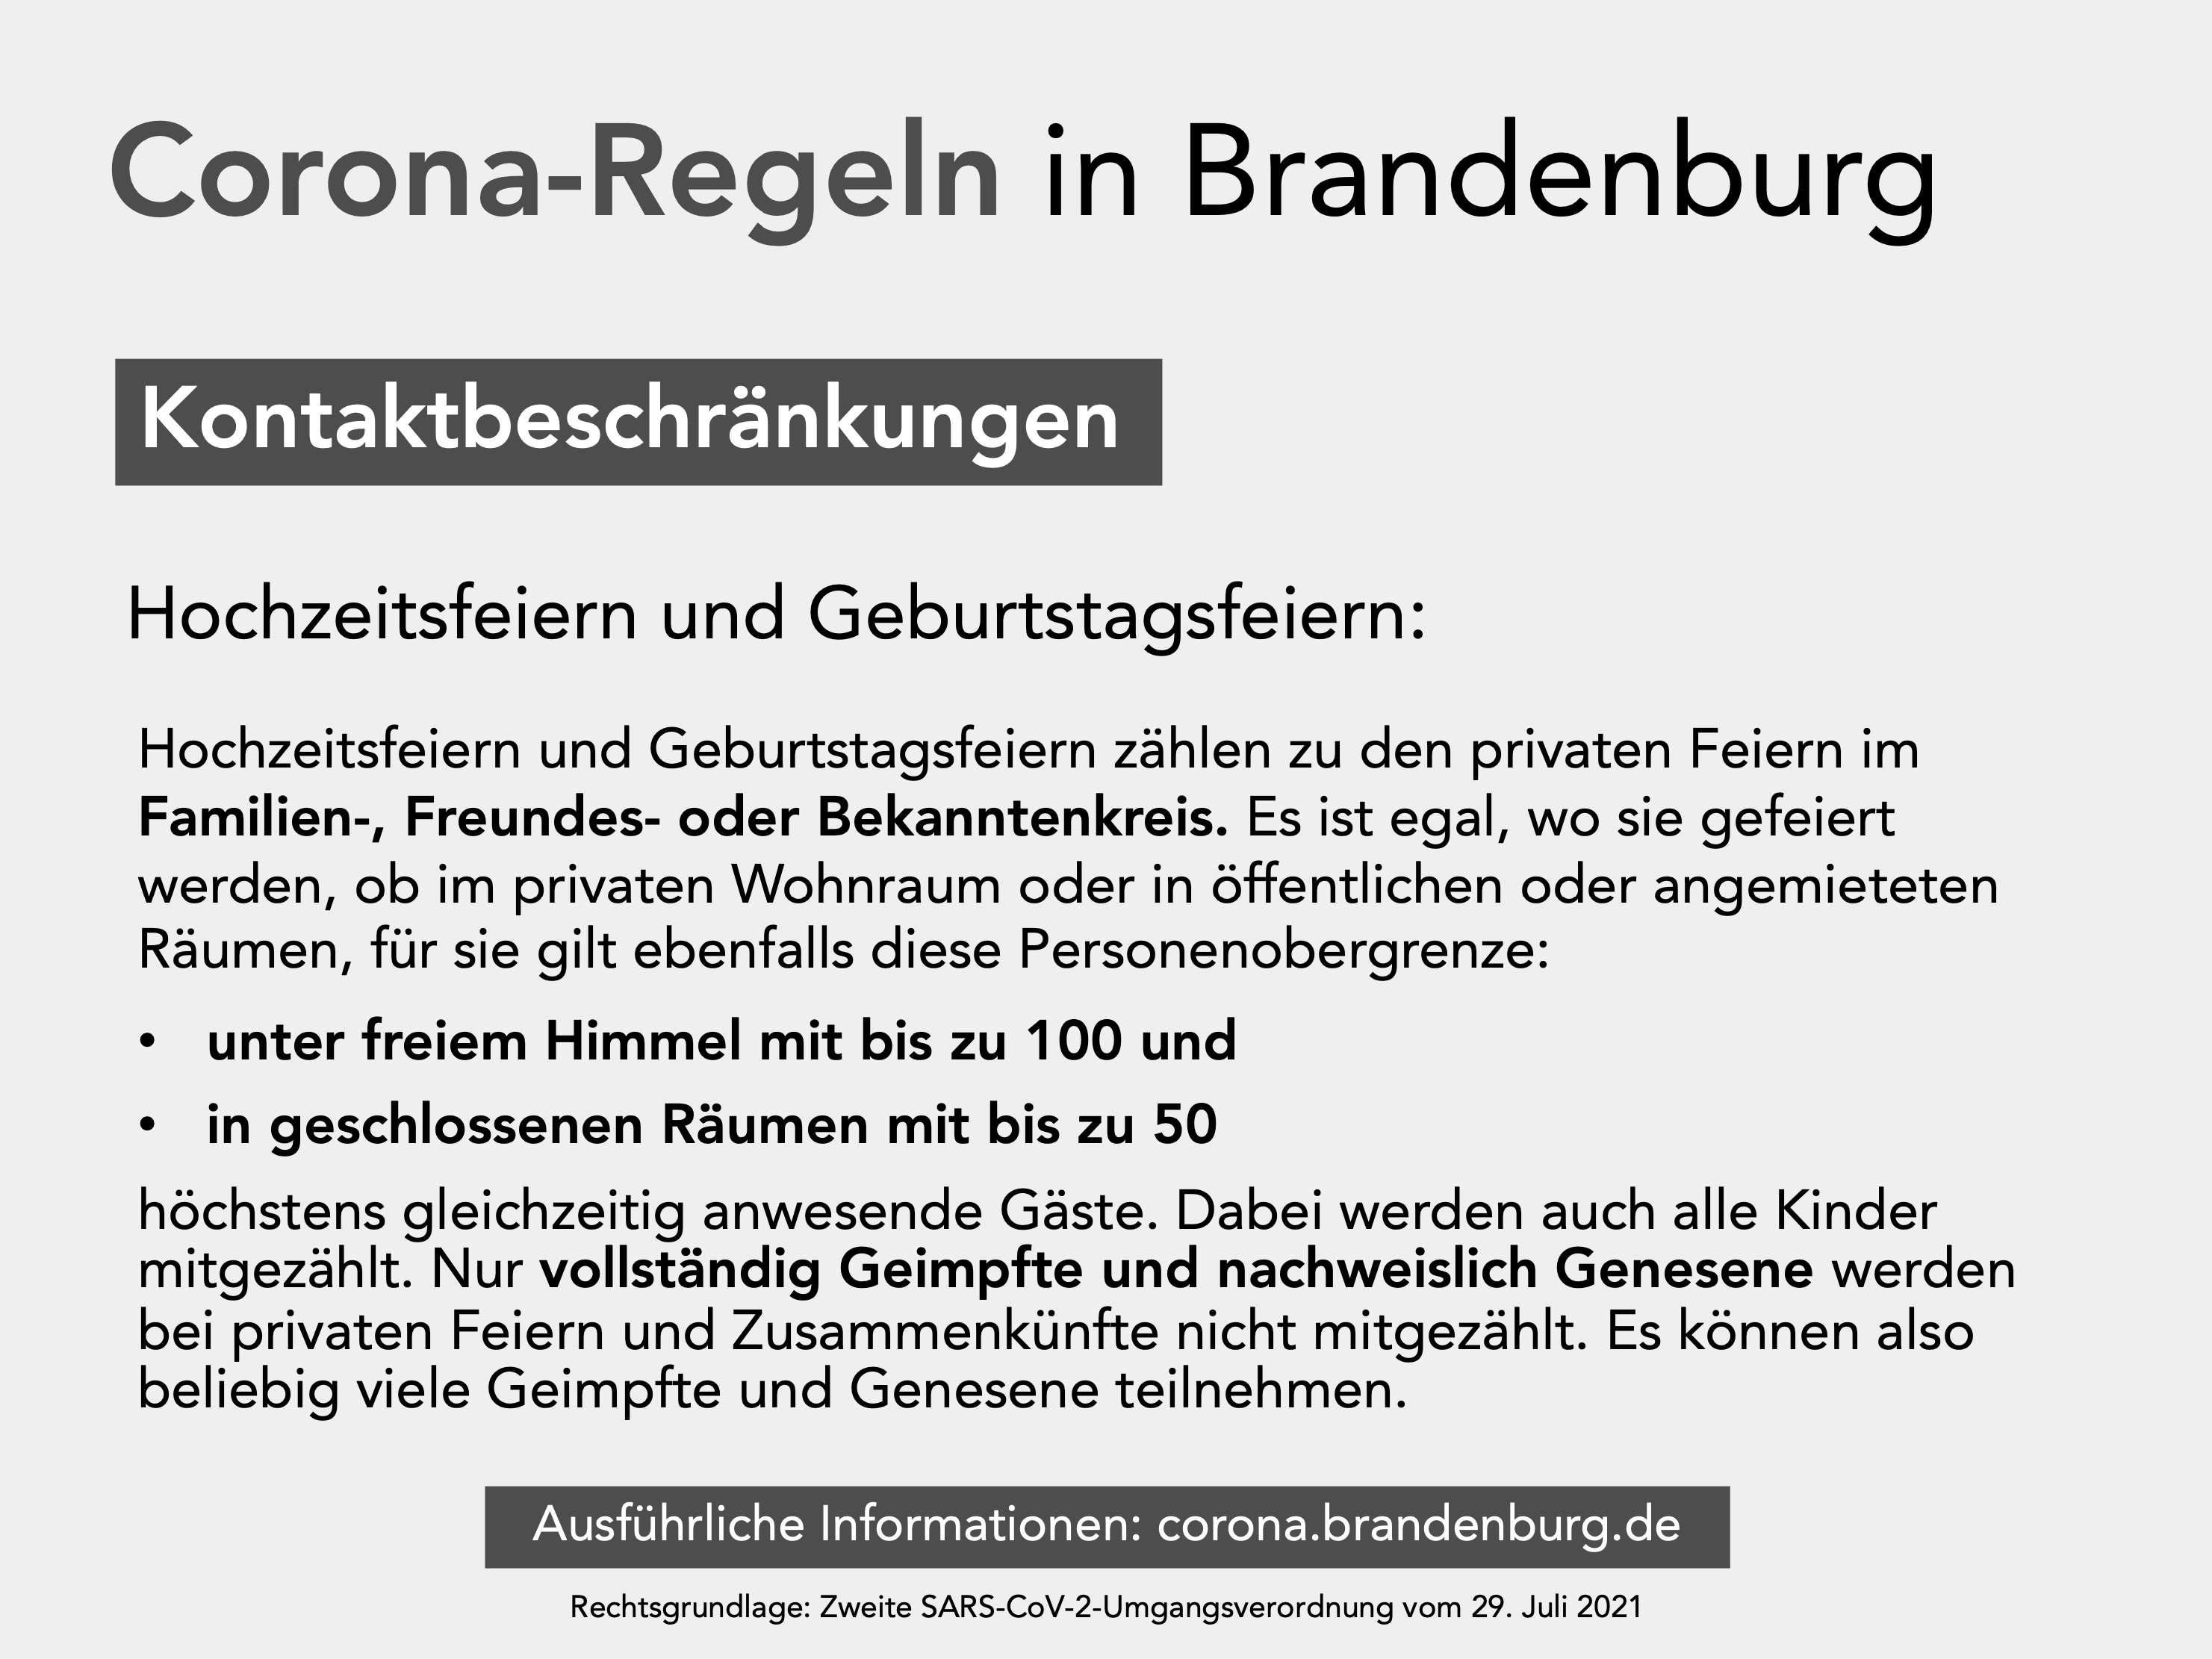 Corona-Regeln in Brandenburg
Kontaktbeschränkungen
Hochzeitsfeiern und Geburtstagsfeiern:
Hochzeitsfeiern und Geburtstagsfeiern zählen zu den privaten Feiern im
Familien-, Freundes- oder Bekanntenkreis. Es ist egal, wo sie gefeiert
werden, ob im privaten Wohnraum oder in öffentlichen oder angemieteten
Räumen, für sie gilt ebenfalls diese Personenobergrenze:
• unter freiem Himmel mit bis zu 100 und
• in geschlossenen Räumen mit bis zu 50
höchstens gleichzeitig anwesende Gäste. Dabei werden auch alle Kinder
mitgezählt. Nur vollständig Geimpfte und nachweislich Genesene werden
bei privaten Feiern und Zusammenkünfte nicht mitgezählt. Es können also
beliebig viele Geimpfte und Genesene teilnehmen.
Ausführliche Informationen: corona.brandenburg.de
Rechtsgrundlage: Zweite SARS-CoV-2-Umgangsverordnung vom 29. Juli 2021